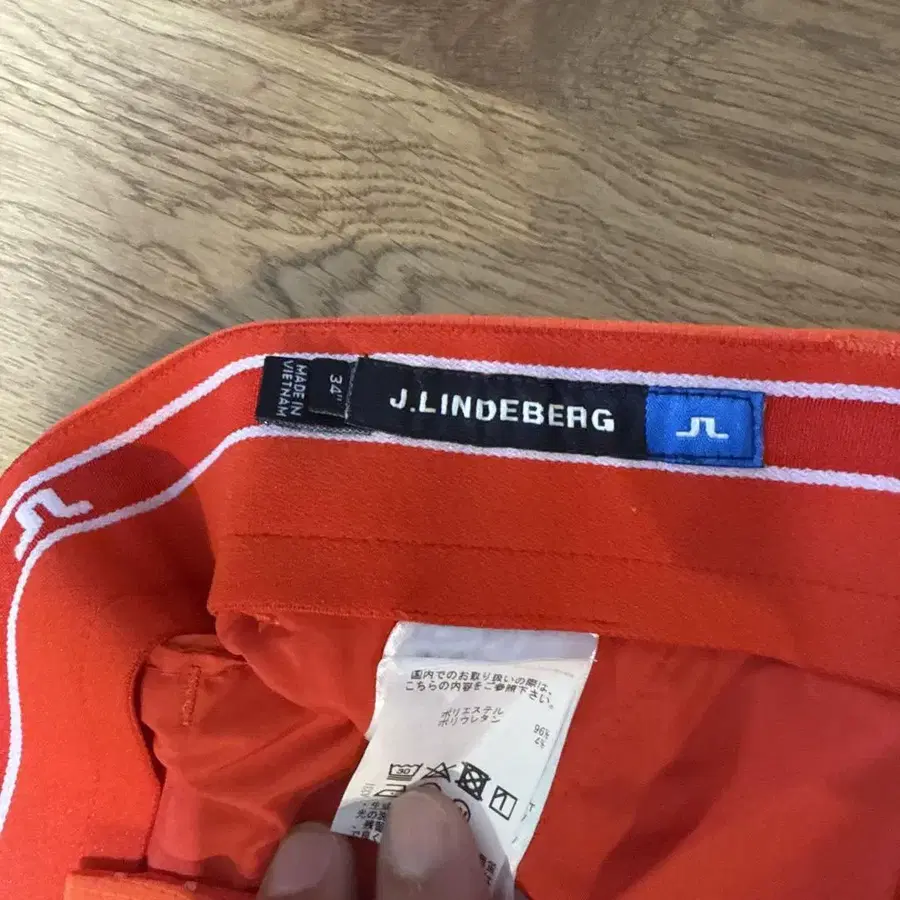 MADE IN
VIETNAM
34"
J.LINDEBERG
国内でのお取り扱いの際は、
こちらの内容をご参照下さい。
ポリエステル
ポリウレタン
30